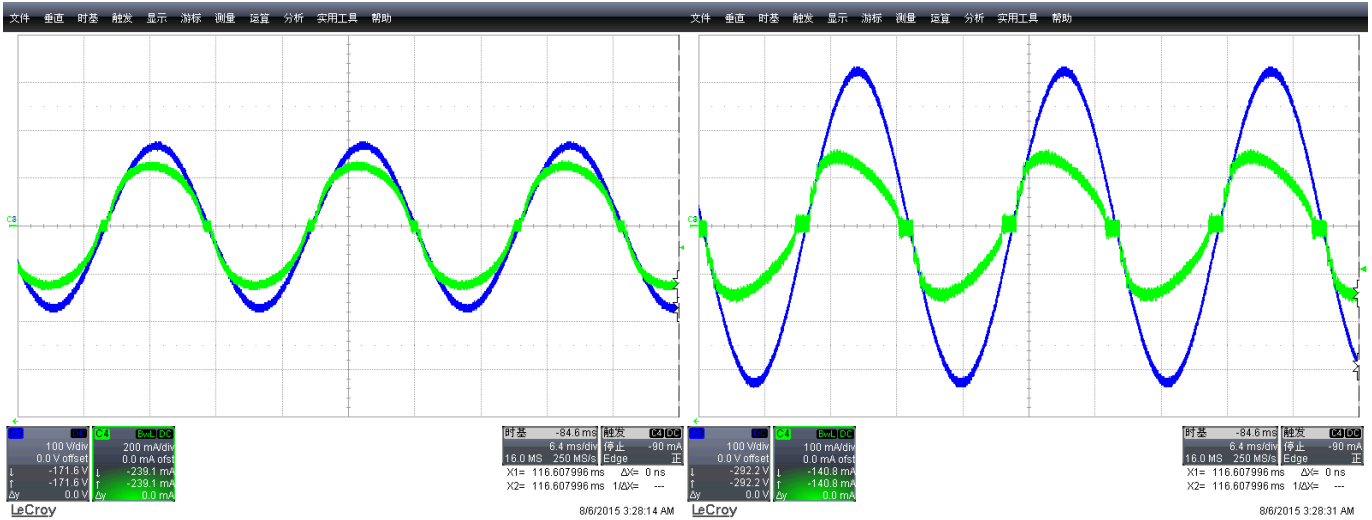 文件 垂直 时基 触发 显示 游标 测量 运算 分析 实用工具 帮助
C3
C4 BwL DC
100 V/div
0.0 V offset
-171.6 V
-171.6 V
Δy 0.0 V
200 mA/div
0.0 mA ofst
-239.1 mA
-239.1 mA
Δy 0.0 mA
时基 -84.6 ms
6.4 ms/div
16.0 MS 250 MS/s
触发 C4 DC
停止 -90 mA
Edge 正
X1= 116.607996 ms ΔX= 0 ns
X2= 116.607996 ms 1/ΔX= ---
LeCroy
8/6/2015 3:28:14 AM
文件 垂直 时基 触发 显示 游标 测量 运算 分析 实用工具 帮助
C3
C4 BwL DC
100 V/div
0.0 V offset
-292.2 V
-292.2 V
Δy 0.0 V
100 mA/div
0.0 mA ofst
-140.8 mA
-140.8 mA
Δy 0.0 mA
时基 -84.6 ms
6.4 ms/div
16.0 MS 250 MS/s
触发 C4 DC
停止 -90 mA
Edge 正
X1= 116.607996 ms ΔX= 0 ns
X2= 116.607996 ms 1/ΔX= ---
LeCroy
8/6/2015 3:28:31 AM